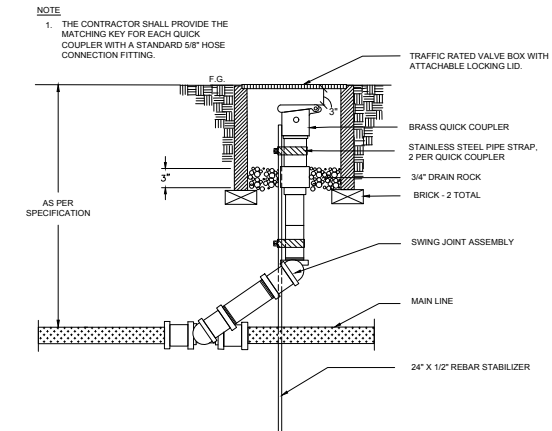 NOTE
1. THE CONTRACTOR SHALL PROVIDE THE
MATCHING KEY FOR EACH QUICK
COUPLER WITH A STANDARD 5/8" HOSE
CONNECTION FITTING.
TRAFFIC RATED VALVE BOX WITH
ATTACHABLE LOCKING LID.
F.G.
3"
BRASS QUICK COUPLER
STAINLESS STEEL PIPE STRAP,
2 PER QUICK COUPLER
3/4" DRAIN ROCK
3"
BRICK - 2 TOTAL
AS PER
SPECIFICATION
SWING JOINT ASSEMBLY
MAIN LINE
24" X 1/2" REBAR STABILIZER